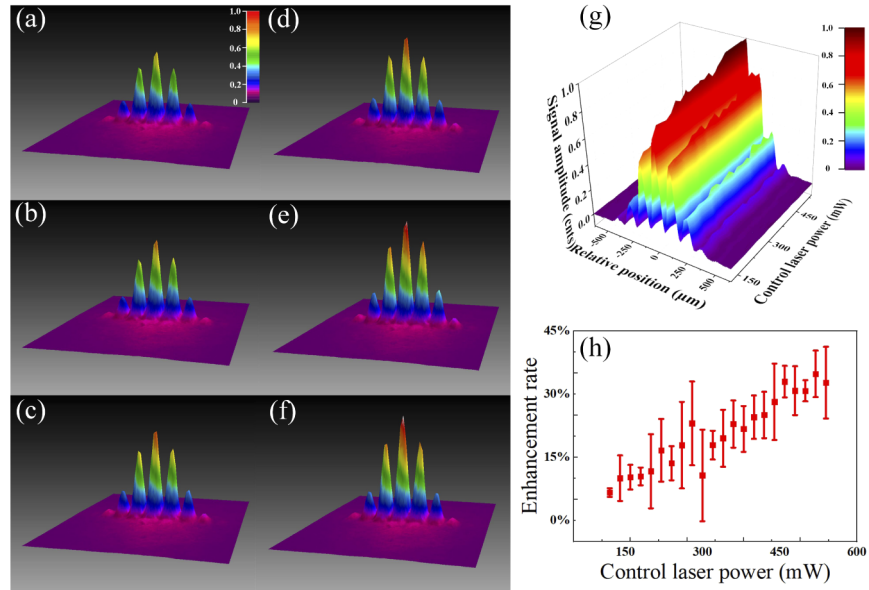 (a)
1.0
0.8
0.6
0.4
0.2
0
(d)
(b)
(e)
(c)
(f)
(g)
1.0
0.8
0.6
0.4
0.2
0
Signal amplitude (cnts)
1.0
0.8
0.6
0.4
0.2
0.0
-500
-250
0
250
500
Relative position (μm)
150
300
450
Control laser power (mW)
(h)
Enhancement rate
45%
30%
15%
0%
150
300
450
600
Control laser power (mW)